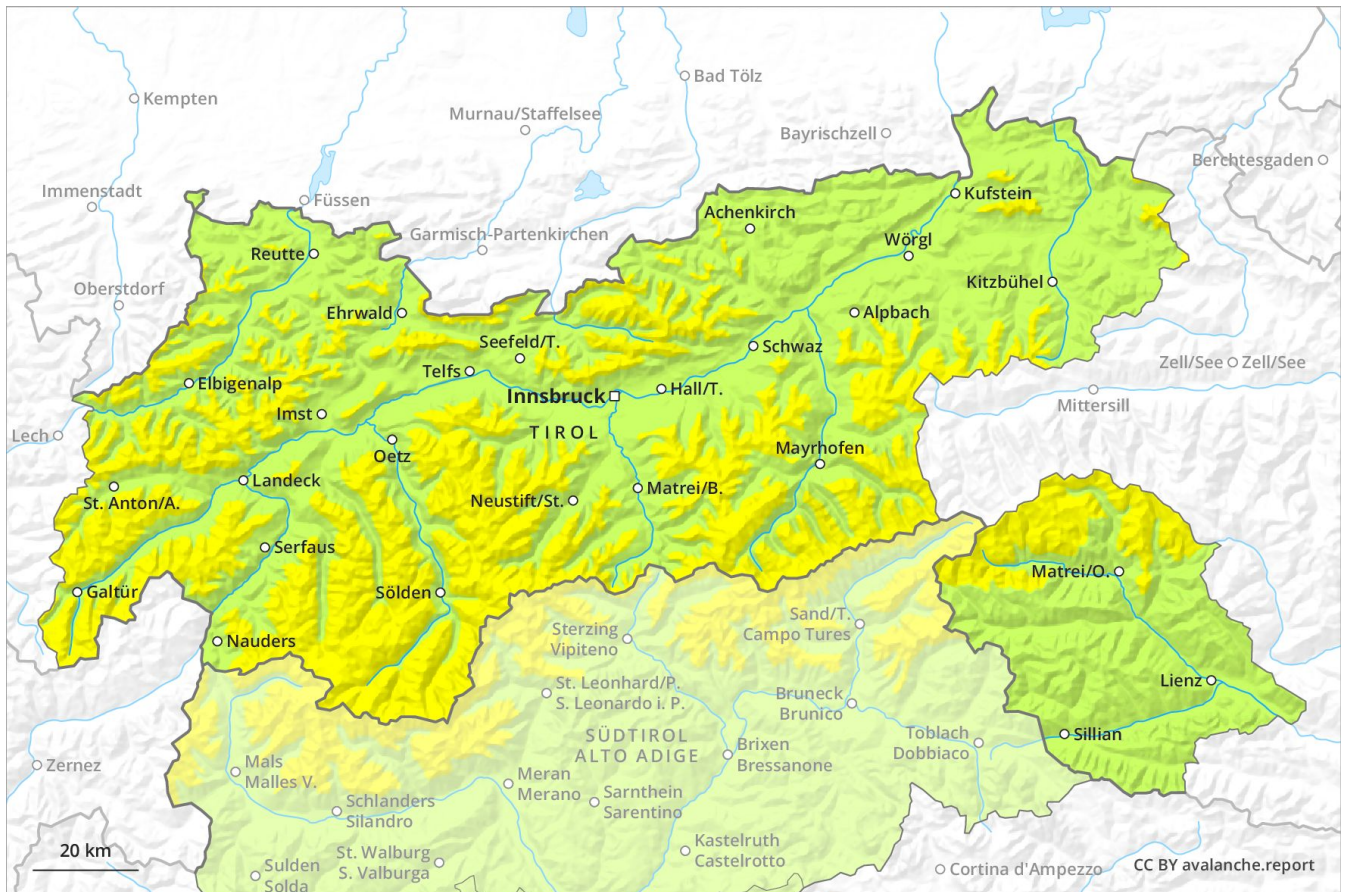 Kempten
Bad Tölz
Murnau/Staffelsee
Bayrischzell
Berchtesgaden
Immenstadt
Füssen
Kufstein
Achenkirch
Garmisch-Partenkirchen
Reutte
Wörgl
Oberstdorf
Kitzbühel
Ehrwald
Alpbach
Seefeld/T.
Schwaz
Zell/See
Zell/See
Telfs
Elbigenalp
Innsbruck
Hall/T.
Mittersill
Imst
TIROL
Lech
Oetz
Mayrhofen
Landeck
St. Anton/A.
Neustift/St.
Matrei/B.
Serfaus
Matrei/O.
Galtür
Sölden
Sand/T.
Campo Tures
Sterzing
Vipiteno
Nauders
Lienz
St. Leonhard/P.
S. Leonardo i. P.
Bruneck
Brunico
SÜDTIROL
ALTO ADIGE
Toblach
Dobbiaco
Sillian
Brixen
Bressanone
Zernez
Mals
Malles V.
Meran
Merano
Sarnthein
Sarentino
Schlanders
Silandro
Kastelruth
Castelrotto
20 km
St. Walburg
S. Valburga
Sulden
Solda
Cortina d'Ampezzo
CC BY avalanche.report